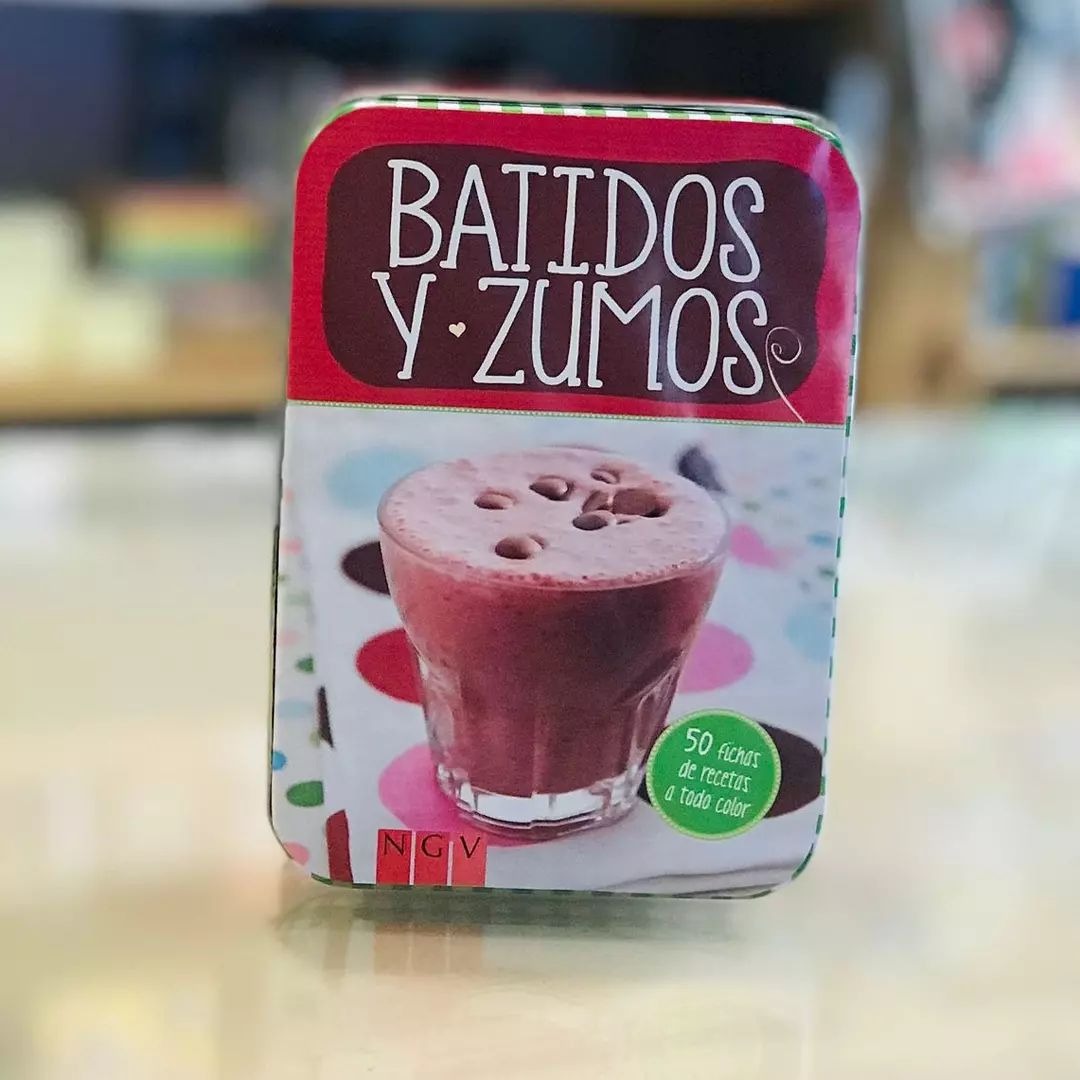 BATIDOS
Y ZUMOS
50 fichas
de recetas
a todo color
NGV